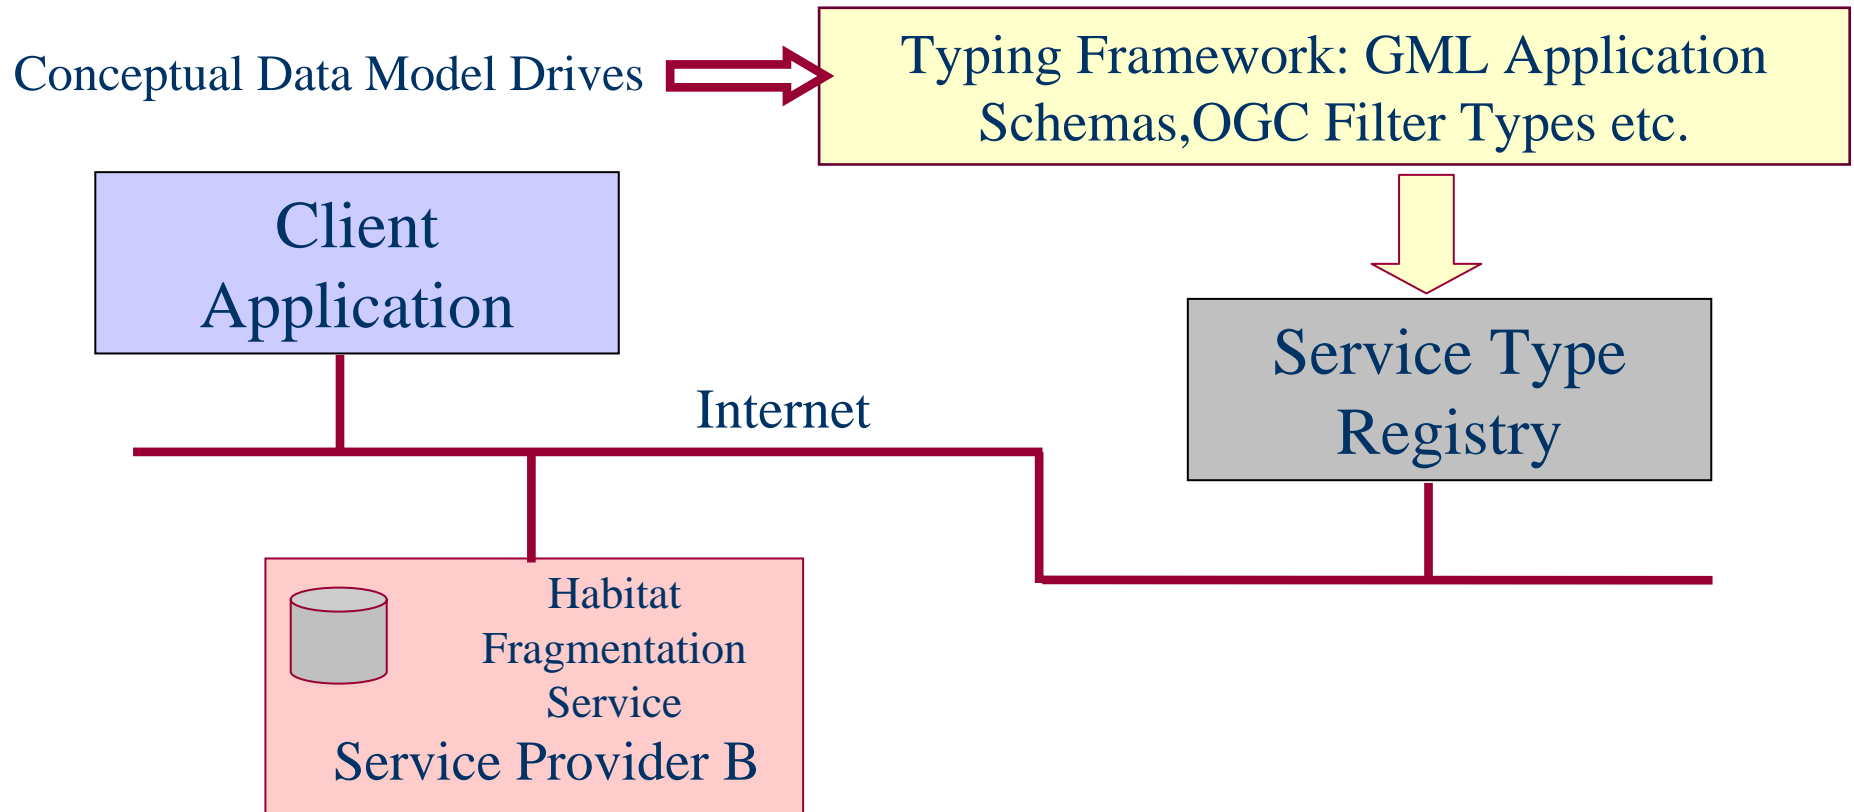 Conceptual Data Model Drives
Typing Framework: GML Application
Schemas,OGC Filter Types etc.
Client
Application
Service Type
Registry
Internet
Habitat
Fragmentation
Service
Service Provider B